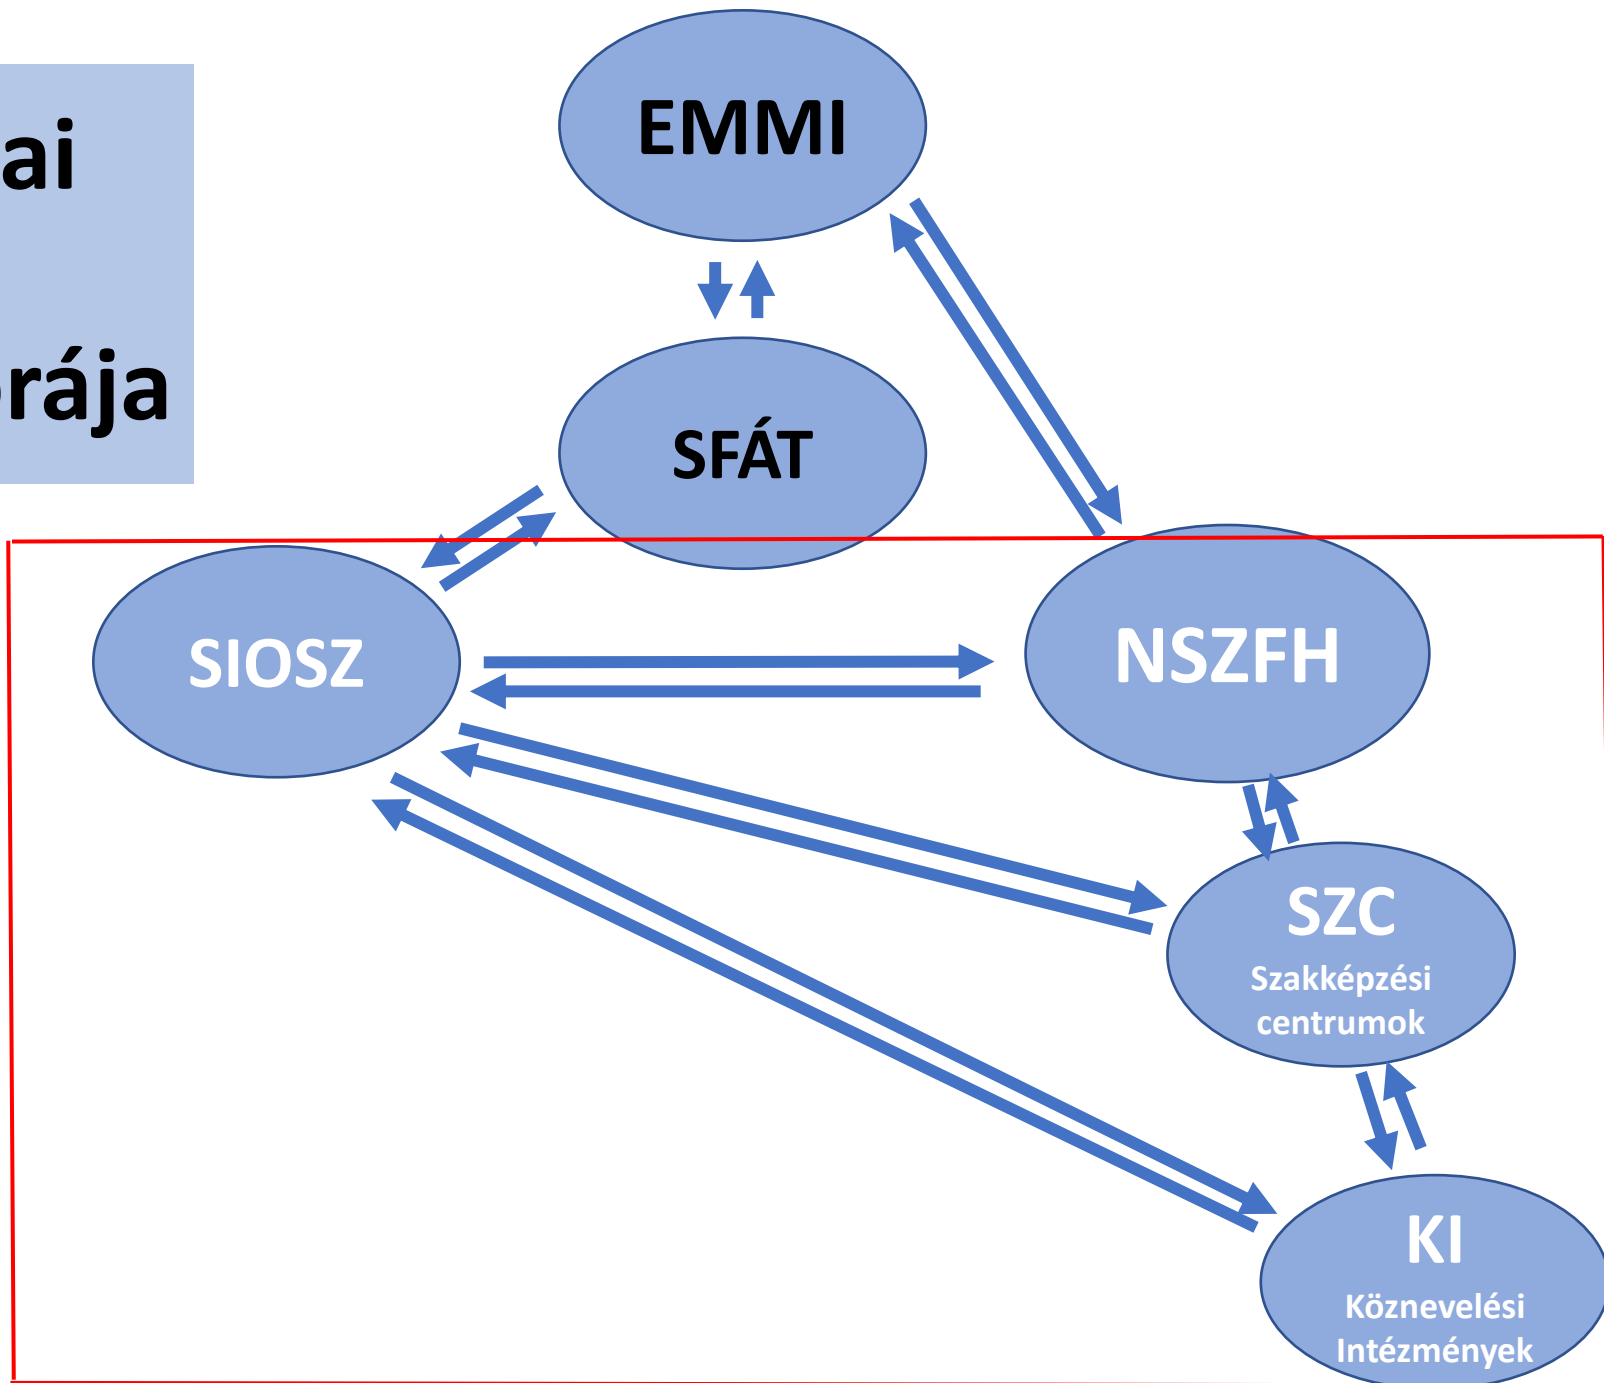 ai
rája
EMMI
SFÁT
SIOSZ
NSZFH
SZC
Szakképzési
centrumok
KI
Köznevelési
Intézmények